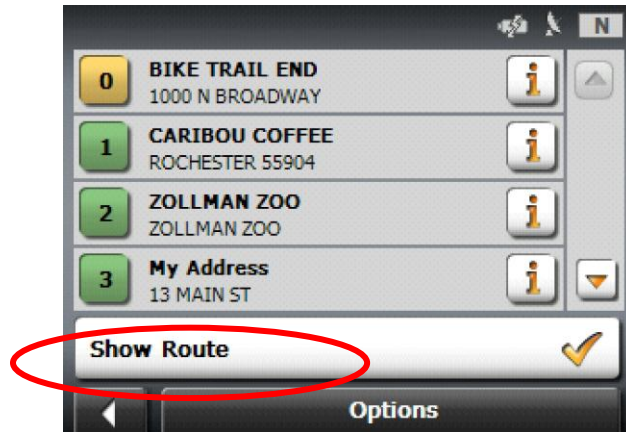 N
0 BIKE TRAIL END
1000 N BROADWAY
i
1 CARIBOU COFFEE
ROCHESTER 55904
i
2 ZOLLMAN ZOO
ZOLLMAN ZOO
i
3 My Address
13 MAIN ST
i
Show Route
Options